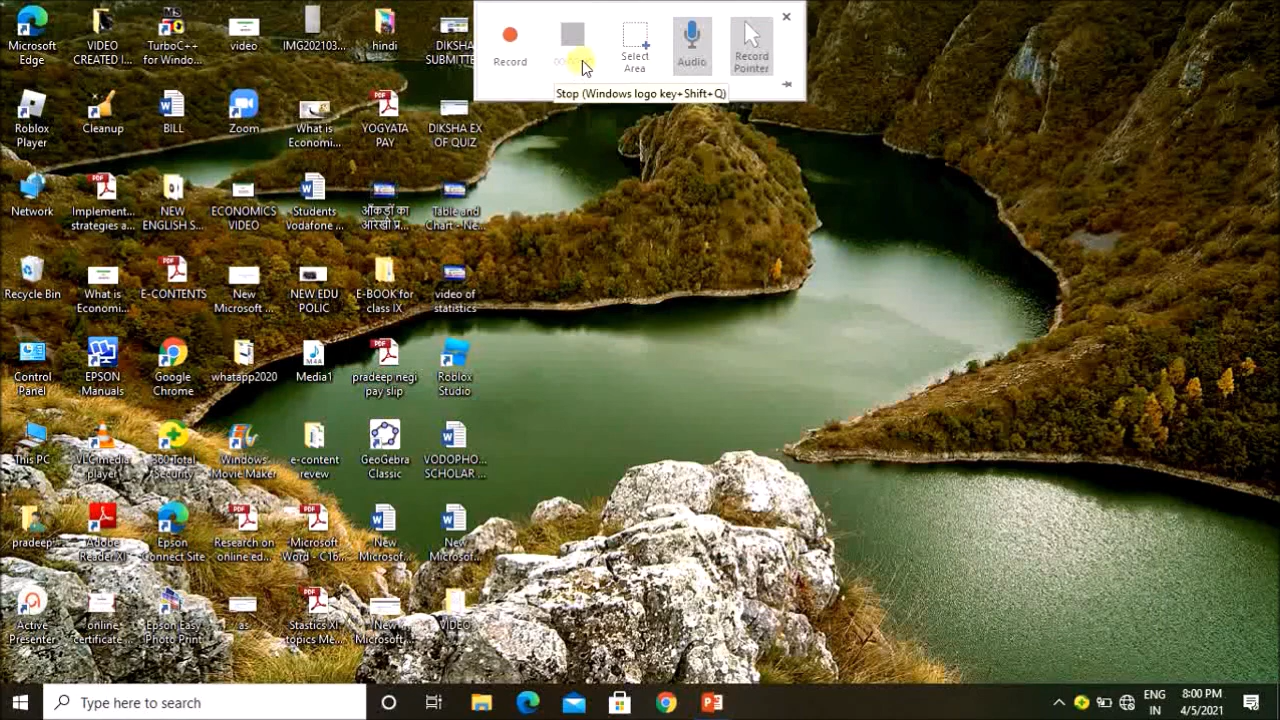 Record
Select
Area
Audio
Record
Pointer
Stop (Windows logo key+Shift+Q)
Microsoft
Edge
VIDEO
CREATED I...
TurboC++
for Windo...
video
IMG202103...
hindi
DIKSHA
SUBMITTE
Roblox
Player
Cleanup
BILL
Zoom
What is
Economi...
YOGYATA
PAY
DIKSHA EX
OF QUIZ
Network
Implement...
strategies a...
NEW
ENGLISH S...
ECONOMICS
VIDEO
Students
Vodafone ...
आँकड़ों का
आरेखी प्र...
Table and
Chart - Ne...
Recycle Bin
What is
Economi...
E-CONTENTS
New
Microsoft ...
NEW EDU
POLIC
E-BOOK for
class IX
video of
statistics
Control
Panel
EPSON
Manuals
Google
Chrome
whatapp2020
M4A
Media1
pradeep negi
pay slip
Roblox
Studio
This PC
VLC media
player
360 Total
Security
Windows
Movie Maker
e-content
revew
GeoGebra
Classic
VODOPHO...
SCHOLAR ...
pradeep
Adobe
Reader XI
Epson
Connect Site
Research on
online ed...
Microsoft
Word - C16...
New
Microsof...
New
Microsof...
Active
Presenter
online
certificate...
Epson Easy
Photo Print
as
Stastics XI
topics Me...
New
Microsoft...
VIDEO
Type here to search
ENG
IN
8:00 PM
4/5/2021